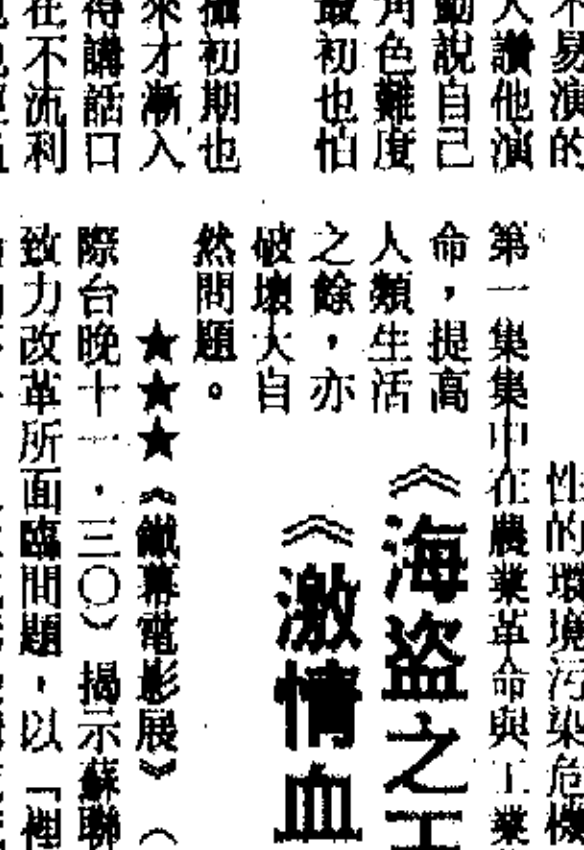 不易演的
人讚他演
動說自己
角色難度
最初也怕
初期也
來才漸入
得講話口
在不流利
性的環境污染危機
第一集集中在農業革命與工業
命，提高
人類生活
之餘，亦
破壞大自
然問題。
《海盜之王
《激情血
★★★《鐵幕電影展》（
際台晚十一・三〇）揭示蘇聯
致力改革所面臨問題，以「裡